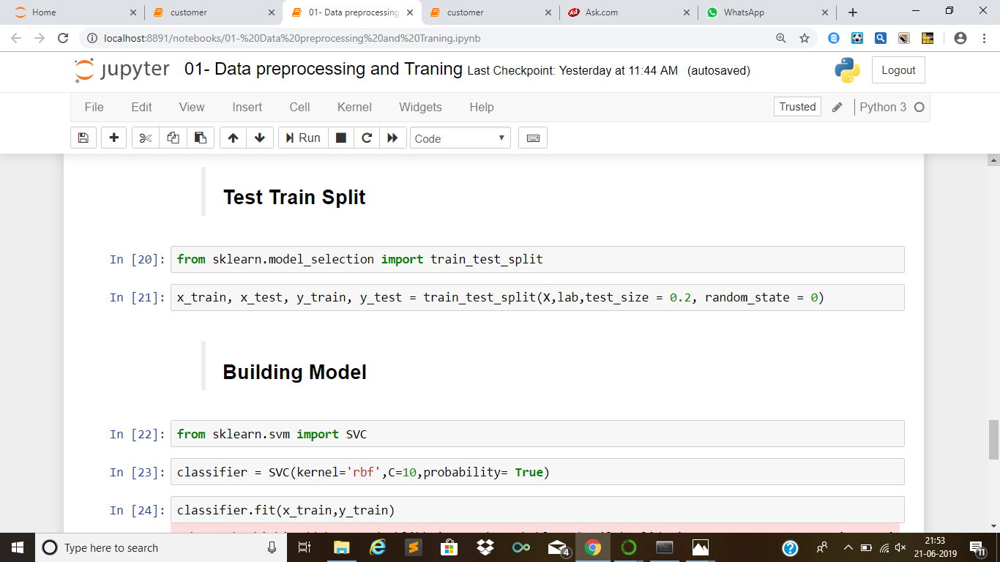 Home
customer
01- Data preprocessing
customer
Ask
Ask.com
WhatsApp
localhost:8891/notebooks/01-%20Data%20preprocessing%20and%20Traning.ipynb
jupyter 01- Data preprocessing and Traning Last Checkpoint: Yesterday at 11:44 AM (autosaved)
Logout
File Edit View Insert Cell Kernel Widgets Help
Trusted
Python 3
Run
Code
Test Train Split
In [20]: from sklearn.model_selection import train_test_split
In [21]: x_train, x_test, y_train, y_test = train_test_split(X,lab,test_size = 0.2, random_state = 0)
Building Model
In [22]: from sklearn.svm import SVC
In [23]: classifier = SVC(kernel='rbf',C=10,probability= True)
In [24]: classifier.fit(x_train,y_train)
Type here to search
4
21:53
21-06-2019
11